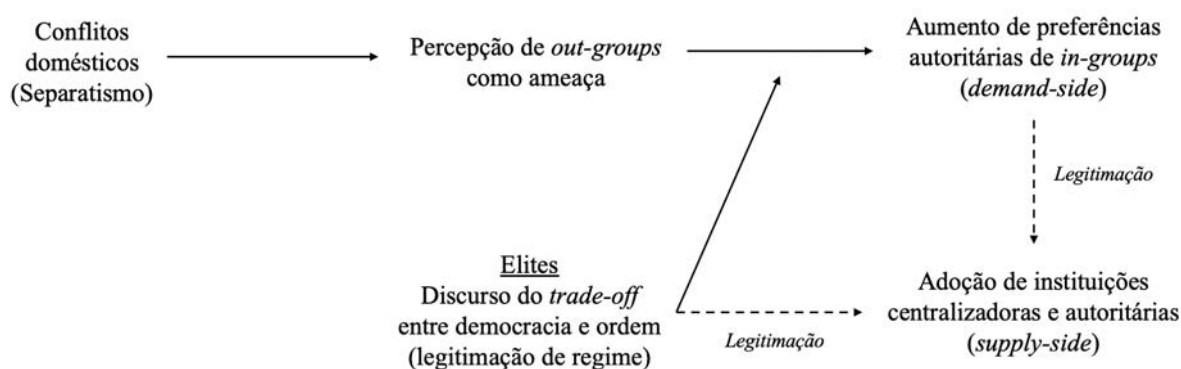 Conflitos
domésticos
(Separatismo)
Percepção de out-groups
como ameaça
Aumento de preferências
autoritárias de in-groups
(demand-side)
Legitimação
Elites
Discurso do trade-off
entre democracia e ordem
(legitimação de regime)
Legitimação
Adoção de instituições
centralizadoras e autoritárias
(supply-side)